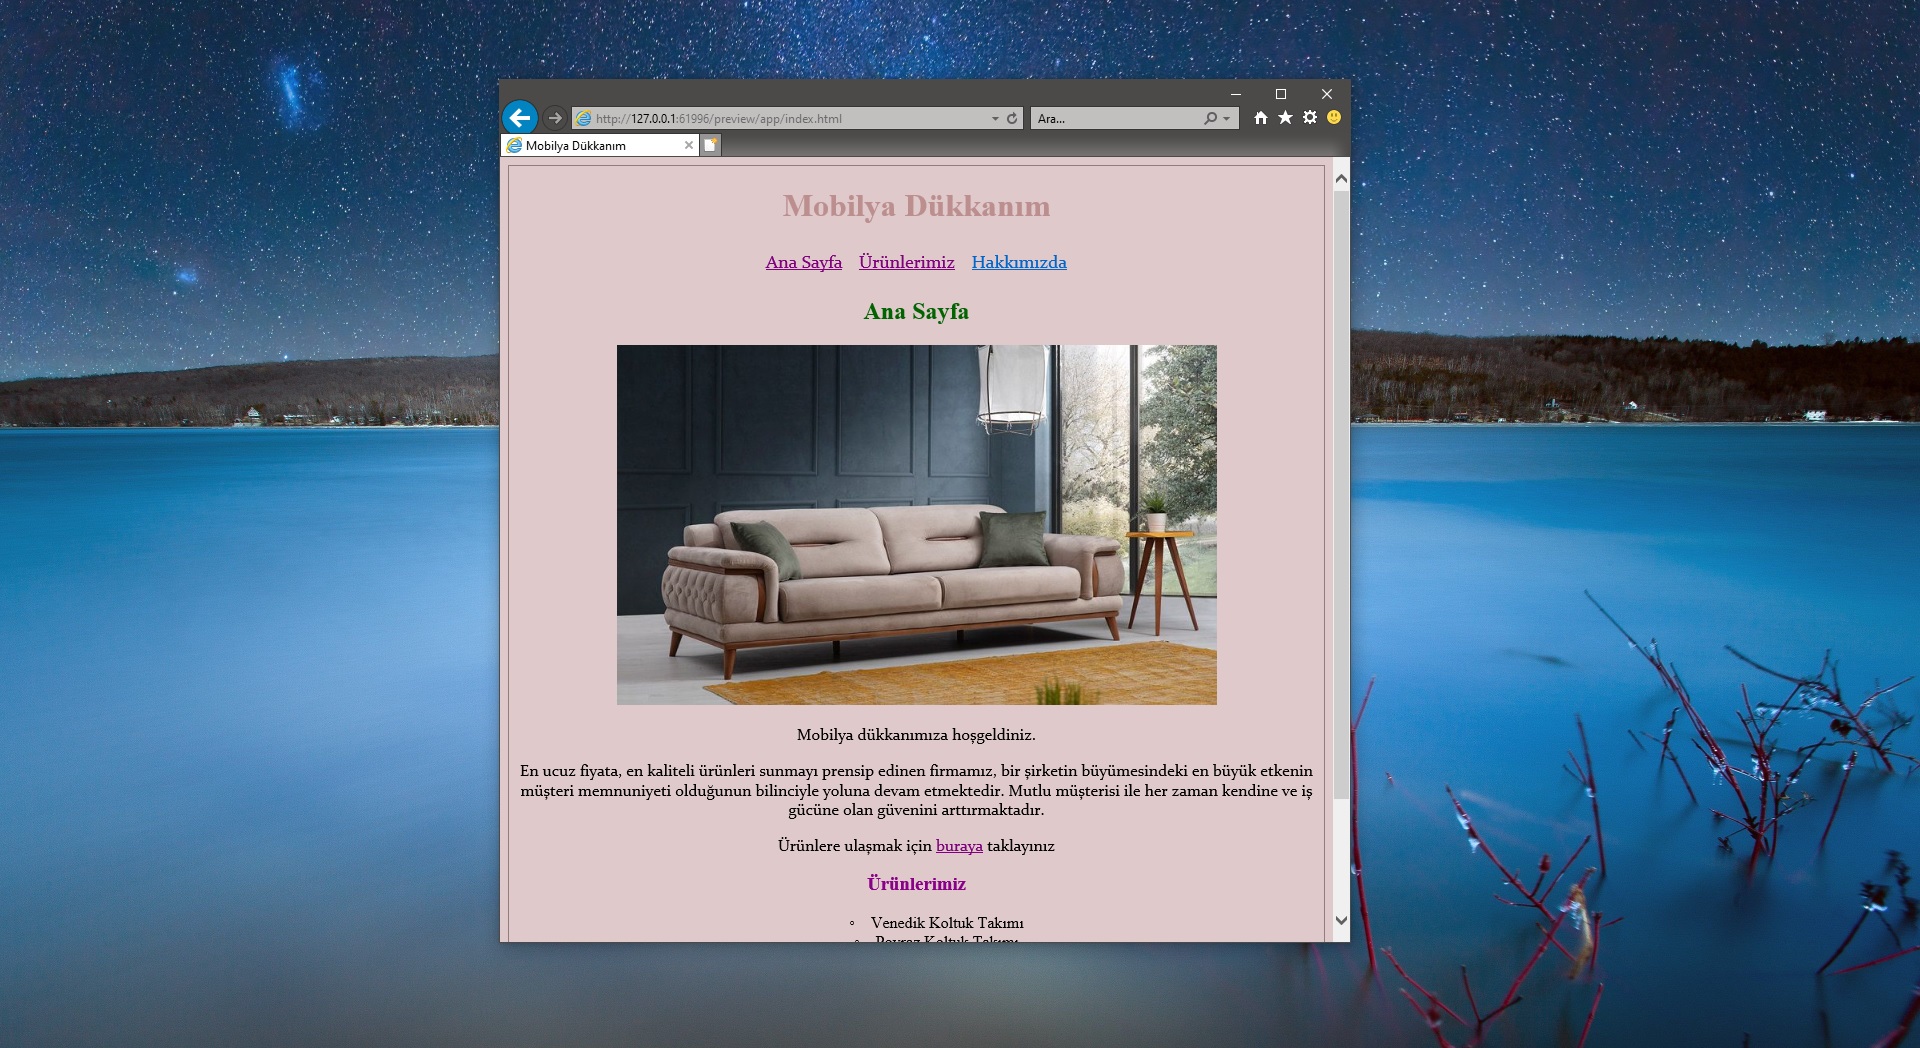 http://127.0.0.1:61996/preview/app/index.html
Ara...
Mobilya Dükkanım
Mobilya Dükkanım
Ana Sayfa Ürünlerimiz Hakkımızda
Ana Sayfa
Mobilya dükkanımıza hoşgeldiniz.
En ucuz fiyata, en kaliteli ürünleri sunmayı prensip edinen firmamız, bir şirketin büyümesindeki en büyük etkenin
müşteri memnuniyeti olduğunun bilinciyle yoluna devam etmektedir. Mutlu müşterisi ile her zaman kendine ve iş
gücüne olan güvenini arttırmaktadır.
Ürünlere ulaşmak için buraya taklayınız
Ürünlerimiz
Venedik Koltuk Takımı
Poyraz Koltuk Takımı